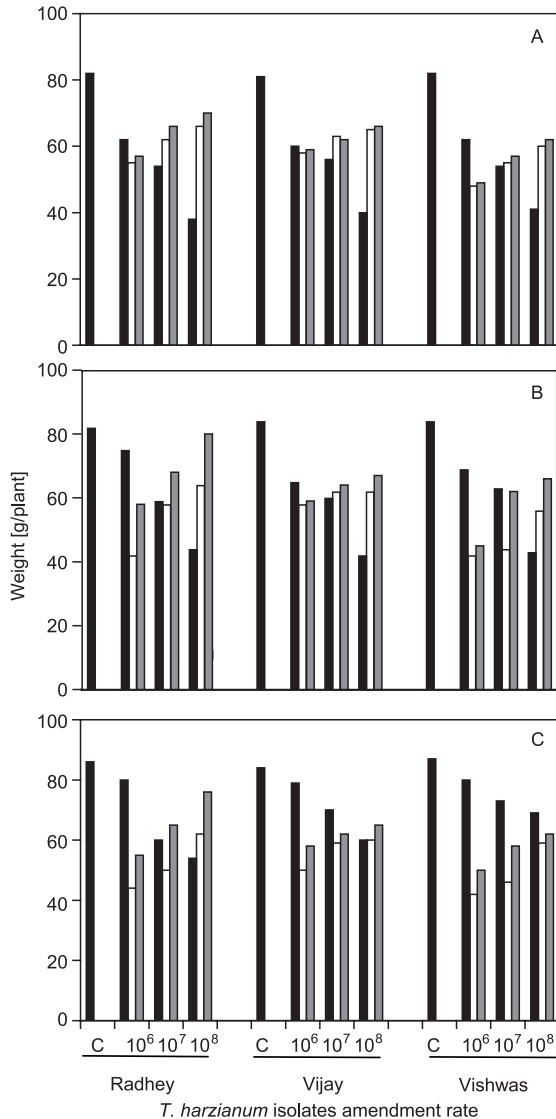 100
A
80
60
40
20
0
100
B
80
60
40
20
0
Weight [g/plant]
100
C
80
60
40
20
0
C 10⁶ 10⁷ 10⁸ C 10⁶ 10⁷ 10⁸ C 10⁶ 10⁷ 10⁸
Radhey Vijay Vishwas
T. harzianum isolates amendment rate